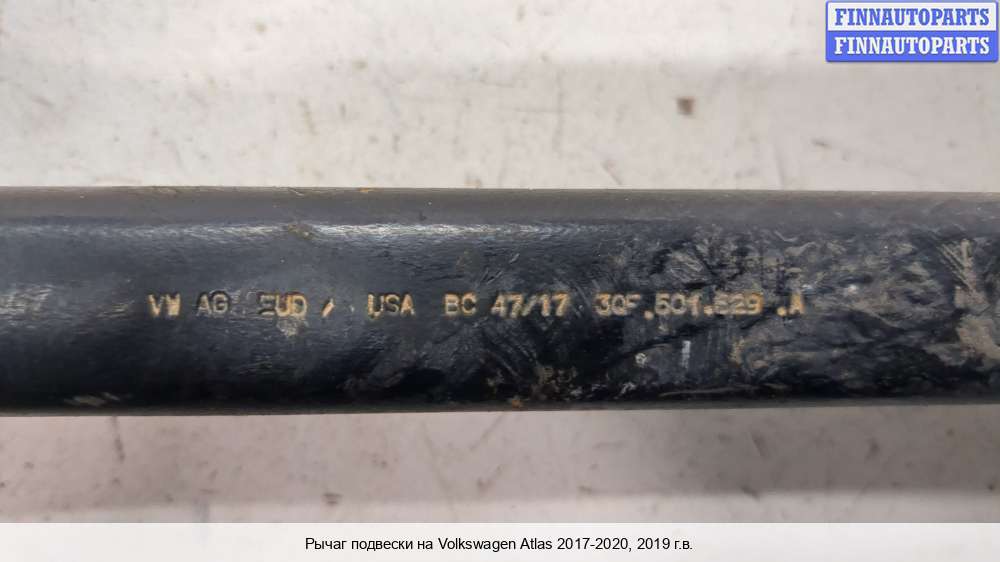 FINNAUTOPARTS
FINNAUTOPARTS
VW AG EUD / USA BC 47/17 3QF.501.529 .A
Рычаг подвески на Volkswagen Atlas 2017-2020, 2019 г.в.